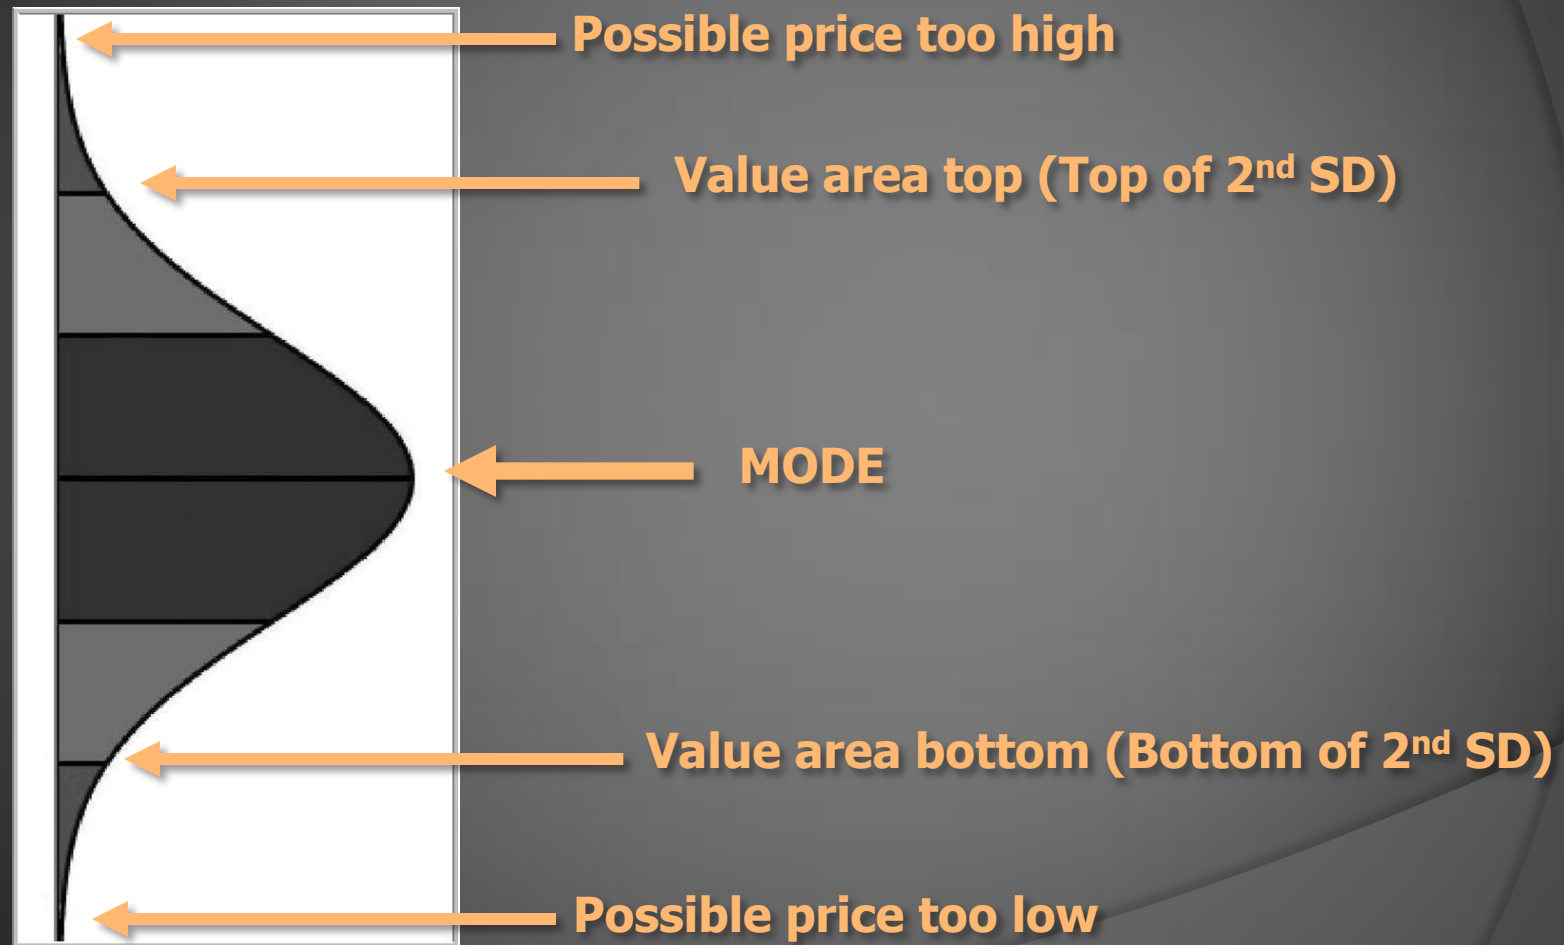 Possible price too high
Value area top (Top of 2nd SD)
MODE
Value area bottom (Bottom of 2nd SD)
Possible price too low